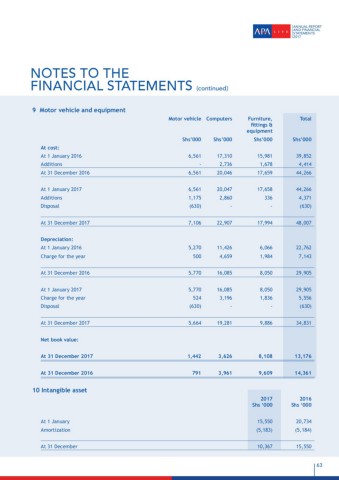 APA LIFE
ANNUAL REPORT
AND FINANCIAL
STATEMENTS
2017
NOTES TO THE
FINANCIAL STATEMENTS (continued)
9 Motor vehicle and equipment
Motor vehicle Computers Furniture, Total
fittings &
equipment
Shs'000 Shs'000 Shs'000 Shs'000
At cost:
At 1 January 2016 6,561 17,310 15,981 39,852
Additions - 2,736 1,678 4,414
At 31 December 2016 6,561 20,046 17,659 44,266
At 1 January 2017 6,561 20,047 17,658 44,266
Additions 1,175 2,860 336 4,371
Disposal (630) - - (630)
At 31 December 2017 7,106 22,907 17,994 48,007
Depreciation:
At 1 January 2016 5,270 11,426 6,066 22,762
Charge for the year 500 4,659 1,984 7,143
At 31 December 2016 5,770 16,085 8,050 29,905
At 1 January 2017 5,770 16,085 8,050 29,905
Charge for the year 524 3,196 1,836 5,556
Disposal (630) - - (630)
At 31 December 2017 5,664 19,281 9,886 34,831
Net book value:
At 31 December 2017 1,442 3,626 8,108 13,176
At 31 December 2016 791 3,961 9,609 14,361
10 Intangible asset
2017 2016
Shs '000 Shs '000
At 1 January 15,550 20,734
Amortization (5,183) (5,184)
At 31 December 10,367 15,550
63